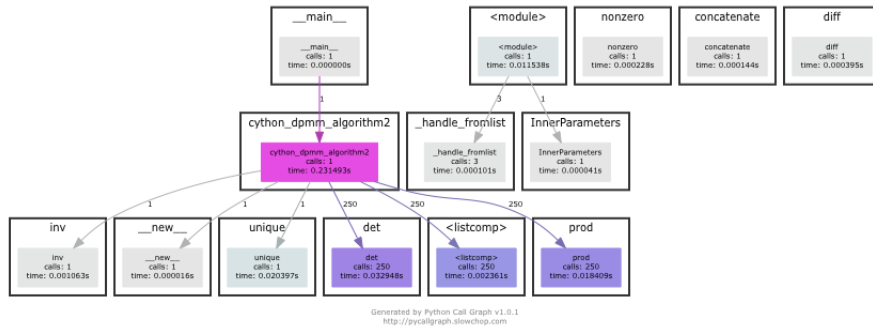 __main__
__main__
calls: 1
time: 0.000000s
<module>
<module>
calls: 1
time: 0.011538s
nonzero
nonzero
calls: 1
time: 0.000228s
concatenate
concatenate
calls: 1
time: 0.000144s
diff
diff
calls: 1
time: 0.000395s
1
3
1
cython_dpmm_algorithm2
cython_dpmm_algorithm2
calls: 1
time: 0.231493s
_handle_fromlist
_handle_fromlist
calls: 3
time: 0.000101s
InnerParameters
InnerParameters
calls: 1
time: 0.000041s
1
1
1
250
250
250
inv
inv
calls: 1
time: 0.001063s
__new__
__new__
calls: 1
time: 0.000016s
unique
unique
calls: 1
time: 0.020397s
det
det
calls: 250
time: 0.032948s
<listcomp>
<listcomp>
calls: 250
time: 0.002361s
prod
prod
calls: 250
time: 0.018409s
Generated by Python Call Graph v1.0.1
http://pycallgraph.slowchop.com